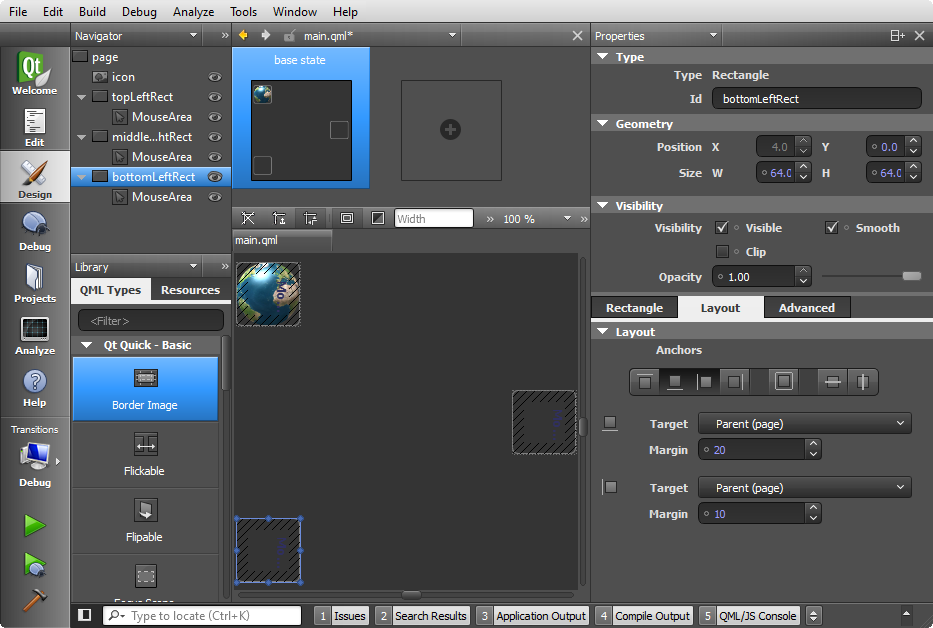 File Edit Build Debug Analyze Tools Window Help
Navigator » main.qml* Properties
Welcome
Edit
Design
Debug
Projects
Analyze
Help
Transitions
Debug
page
icon
topLeftRect
MouseArea
middle...htRect
MouseArea
bottomLeftRect
MouseArea
Library »
QML Types Resources
<Filter>
Qt Quick - Basic
Border Image
Flickable
Flipable
base state
Width » 100 % »
main.qml
Type
Type Rectangle
Id bottomLeftRect
Geometry
Position X 4.0 Y 0.0
Size W 64.0 H 64.0
Visibility
Visibility Visible Smooth
Clip
Opacity 1.00
Rectangle Layout Advanced
Layout
Anchors
Target Parent (page)
Margin 20
Target Parent (page)
Margin 10
Type to locate (Ctrl+K) 1 Issues 2 Search Results 3 Application Output 4 Compile Output 5 QML/JS Console